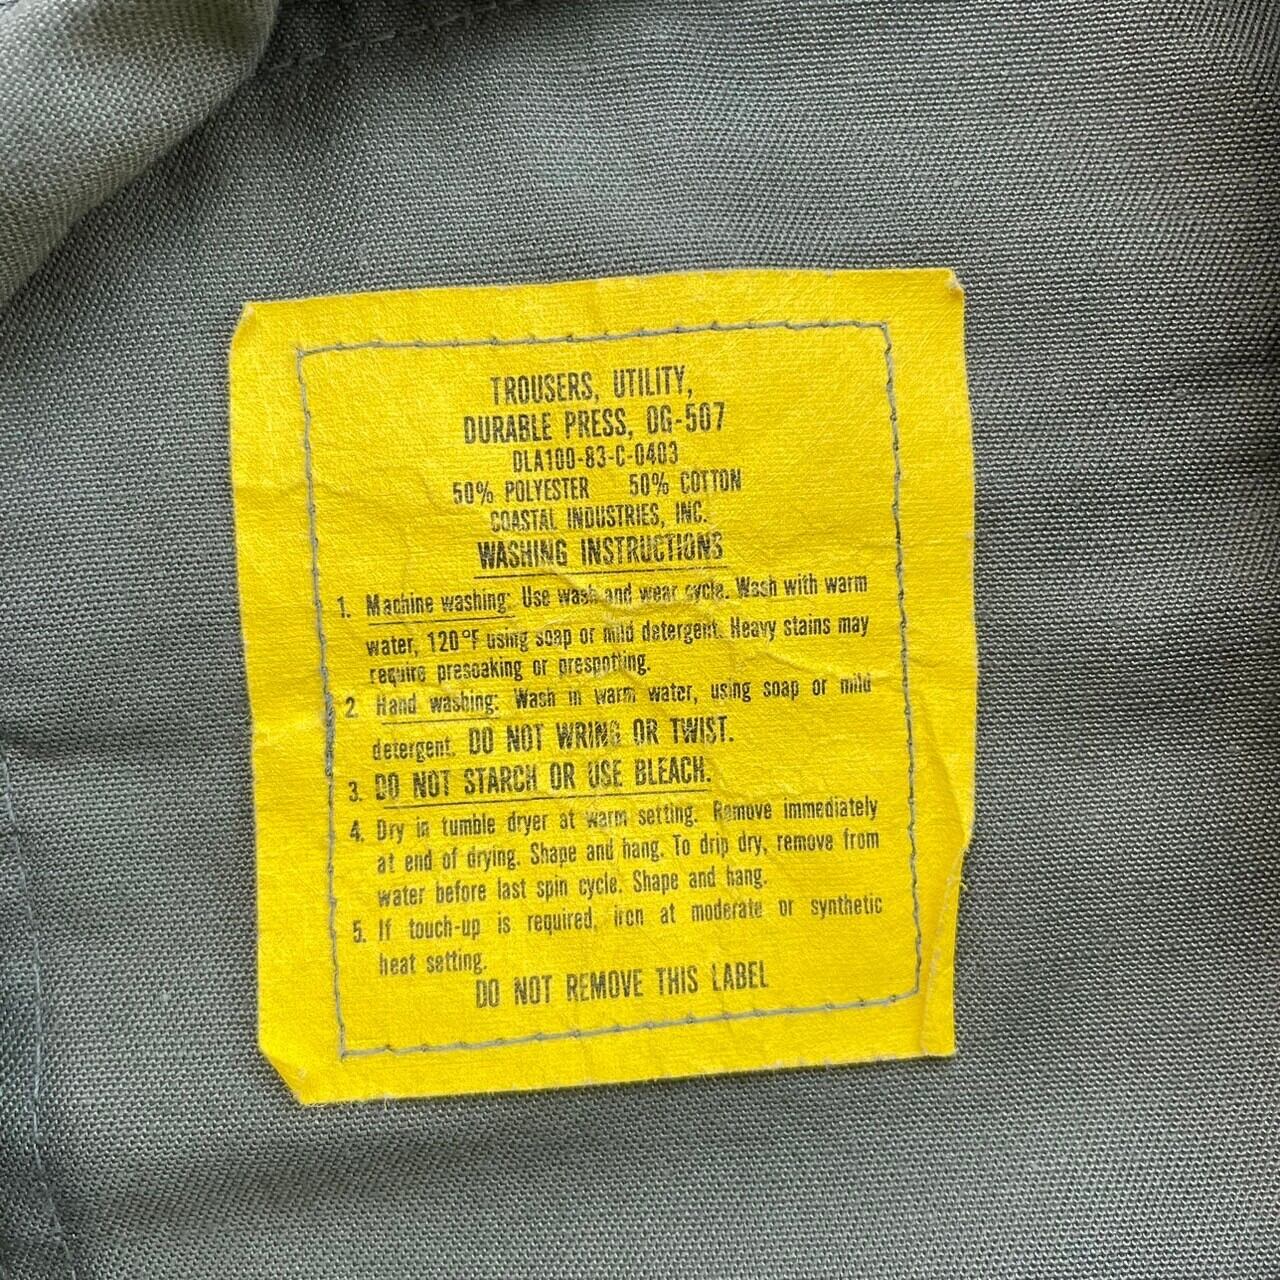 TROUSERS, UTILITY,
DURABLE PRESS, OG-507
DLA100-83-C-0403
50% POLYESTER 50% COTTON
COASTAL INDUSTRIES, INC.
WASHING INSTRUCTIONS
1. Machine washing: Use wash and wear cycle. Wash with warm
water, 120°F using soap or mild detergent. Heavy stains may
require presoaking or prespotting.
2. Hand washing: Wash in warm water, using soap or mild
detergent. DO NOT WRING OR TWIST.
3. DO NOT STARCH OR USE BLEACH.
4. Dry in tumble dryer at warm setting. Remove immediately
at end of drying. Shape and hang. To drip dry, remove from
water before last spin cycle. Shape and hang.
5. If touch-up is required, iron at moderate or synthetic
heat setting.
DO NOT REMOVE THIS LABEL